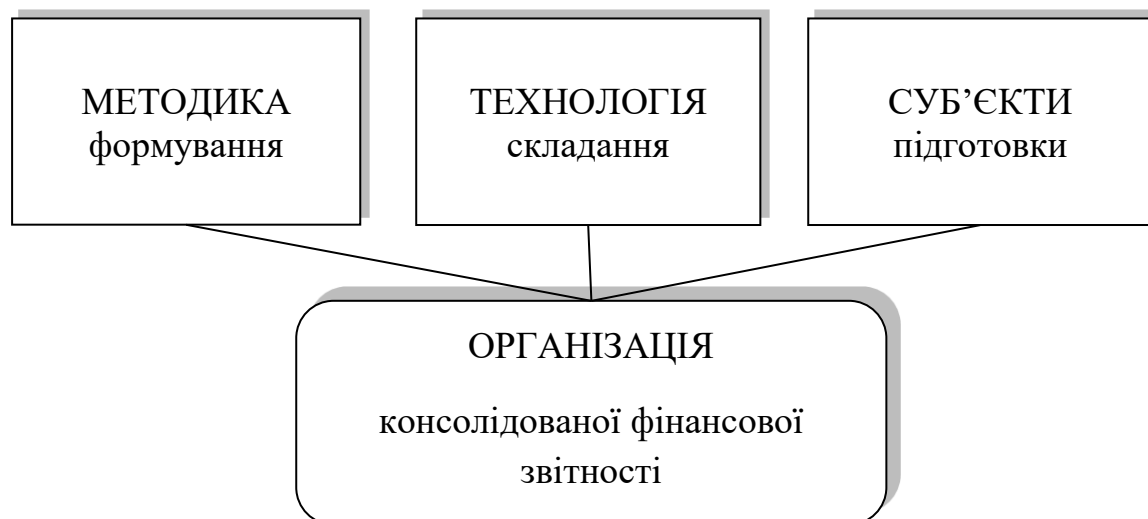 МЕТОДИКА
формування
ТЕХНОЛОГІЯ
складання
СУБ’ЄКТИ
підготовки
ОРГАНІЗАЦІЯ
консолідованої фінансової
звітності